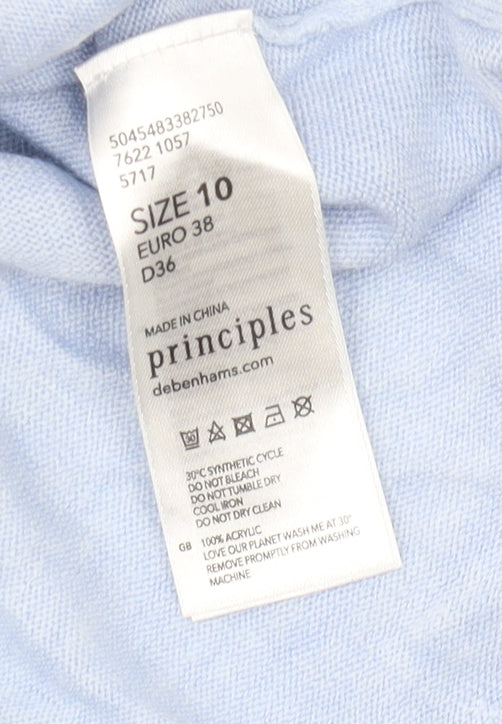 5045483382750
7622 1057
5717
SIZE 10
EURO 38
D36
MADE IN CHINA
principles
debenhams.com
30
30°C SYNTHETIC CYCLE
DO NOT BLEACH
DO NOT TUMBLE DRY
COOL IRON
DO NOT DRY CLEAN
GB 100% ACRYLIC
LOVE OUR PLANET WASH ME AT 30°
REMOVE PROMPTLY FROM WASHING
MACHINE